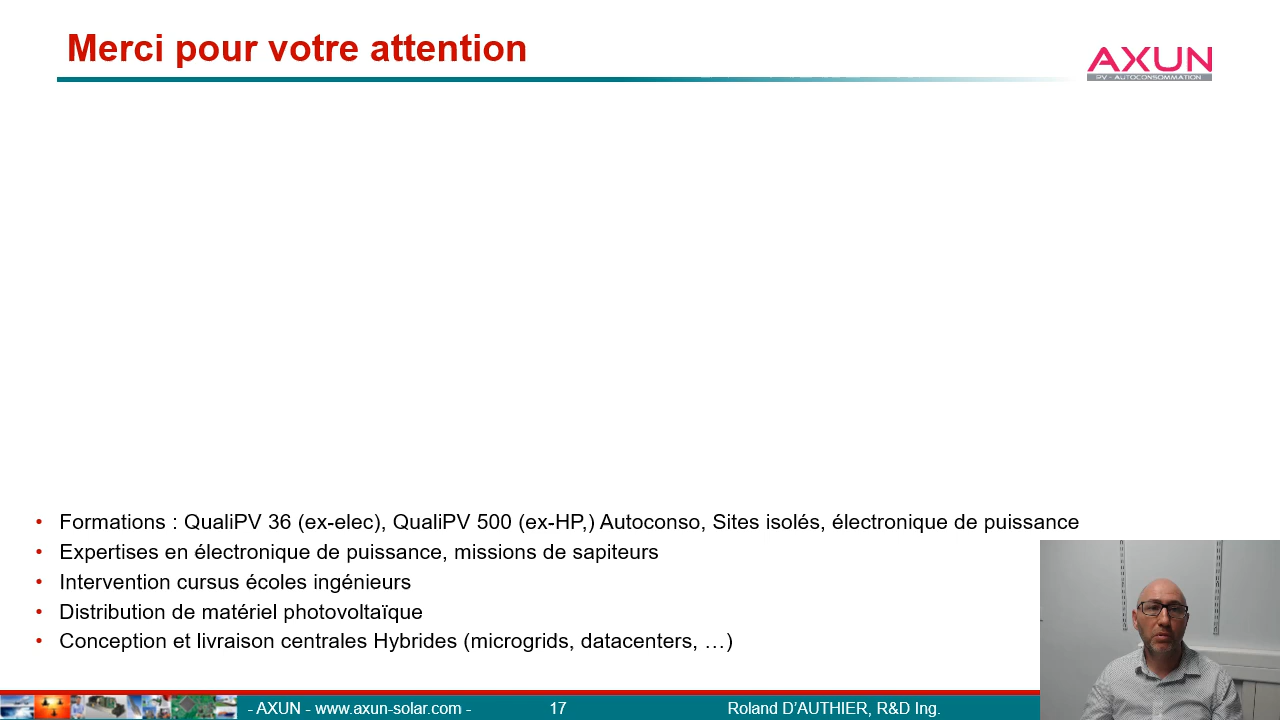 Merci pour votre attention
AXUN
PV - AUTOCONSOMMATION
• Formations : QualiPV 36 (ex-elec), QualiPV 500 (ex-HP,) Autoconso, Sites isolés, électronique de puissance
• Expertises en électronique de puissance, missions de sapiteurs
• Intervention cursus écoles ingénieurs
• Distribution de matériel photovoltaïque
• Conception et livraison centrales Hybrides (microgrids, datacenters, …)
- AXUN - www.axun-solar.com - 17 Roland D'AUTHIER, R&D Ing.